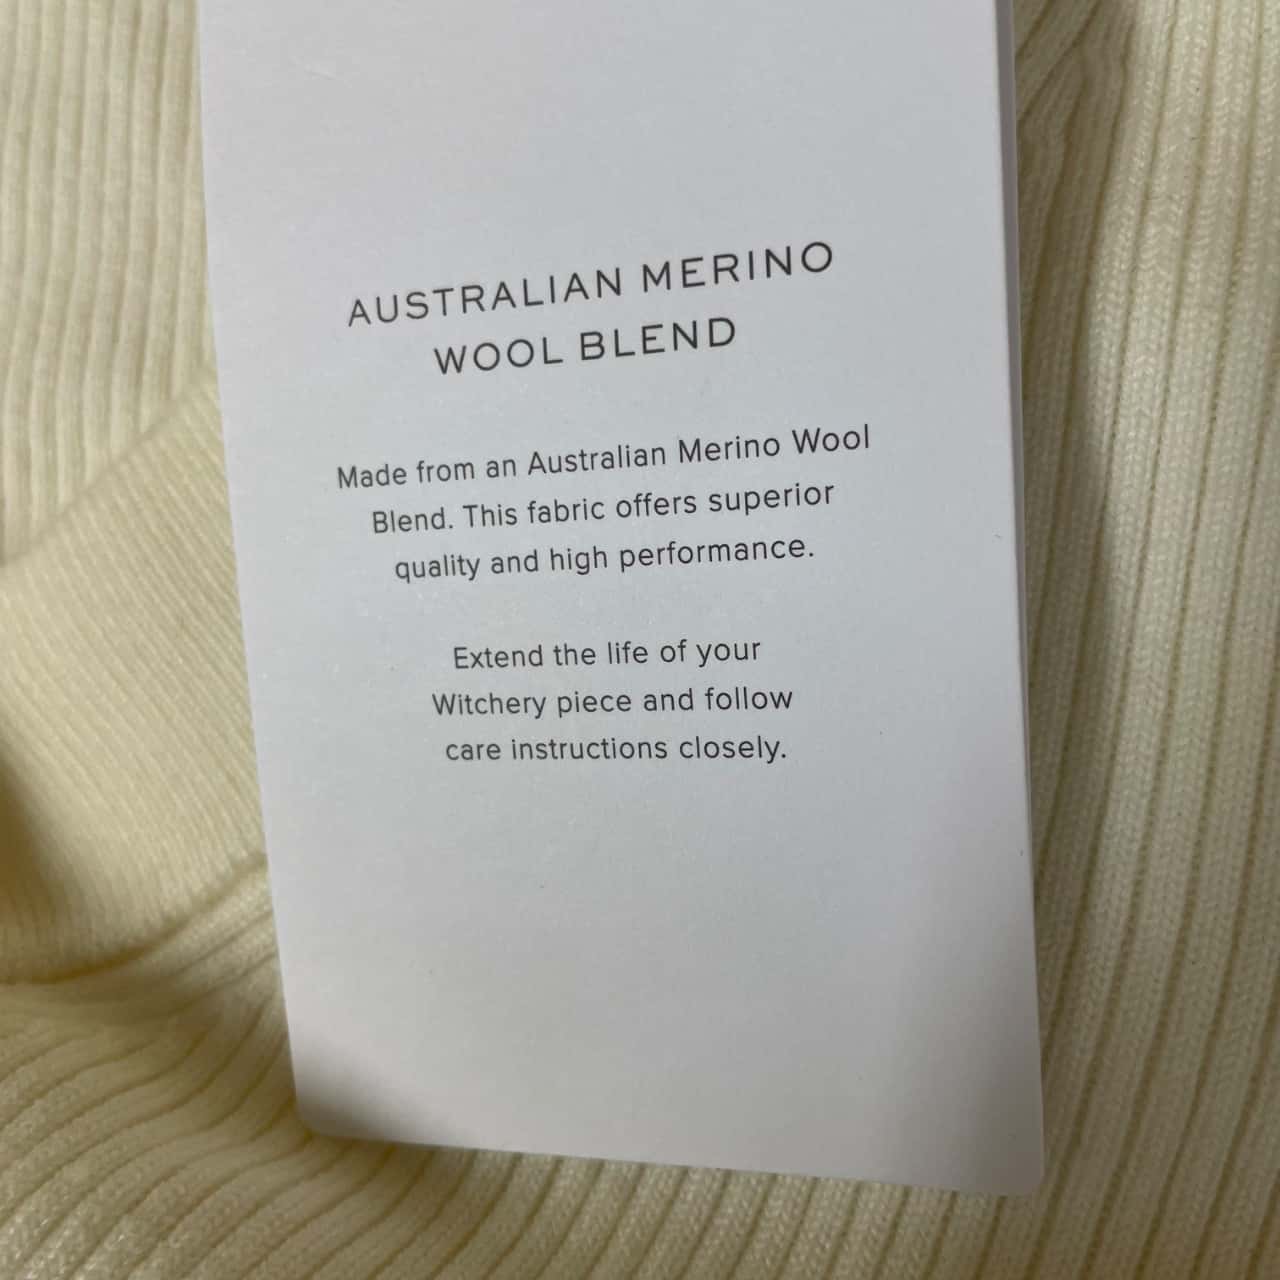 AUSTRALIAN MERINO
WOOL BLEND
Made from an Australian Merino Wool
Blend. This fabric offers superior
quality and high performance.
Extend the life of your
Witchery piece and follow
care instructions closely.